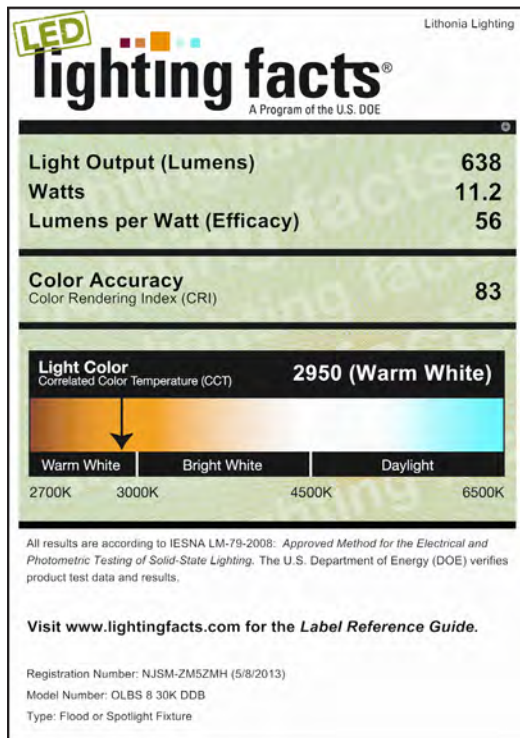 Lithonia Lighting
LED
lighting facts®
A Program of the U.S. DOE
Light Output (Lumens) 638
Watts 11.2
Lumens per Watt (Efficacy) 56
Color Accuracy
Color Rendering Index (CRI) 83
Light Color
Correlated Color Temperature (CCT) 2950 (Warm White)
Warm White Bright White Daylight
2700K 3000K 4500K 6500K
All results are according to IESNA LM-79-2008: Approved Method for the Electrical and
Photometric Testing of Solid-State Lighting. The U.S. Department of Energy (DOE) verifies
product test data and results.
Visit www.lightingfacts.com for the Label Reference Guide.
Registration Number: NJSM-ZM5ZMH (5/8/2013)
Model Number: OLBS 8 30K DDB
Type: Flood or Spotlight Fixture